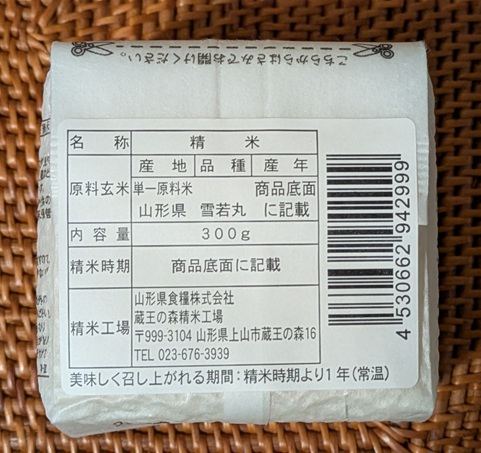 こちらからはさみでお開けください。
名称 精米
産地 品種 産年
原料玄米 単一原料米 商品底面
山形県 雪若丸 に記載
内容量 300g
精米時期 商品底面に記載
山形県食糧株式会社
蔵王の森精米工場
精米工場 〒999-3104 山形県上山市蔵王の森16
TEL 023-676-3939
美味しく召し上がれる期間：精米時期より1年(常温)
4 530662 942999